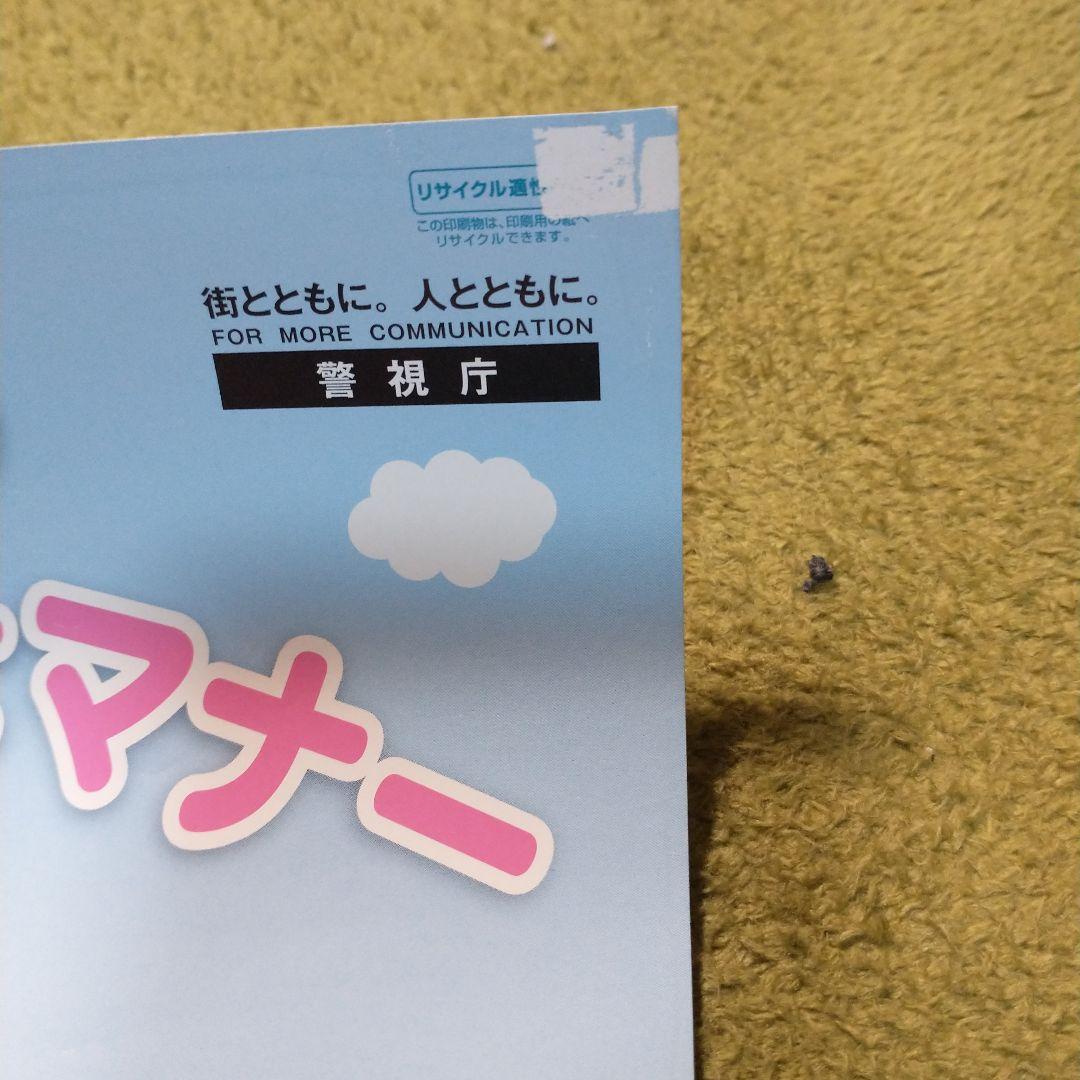 リサイクル適性
この印刷物は、印刷用の紙へ
リサイクルできます。
街とともに。人とともに。
FOR MORE COMMUNICATION
警視庁
マナー